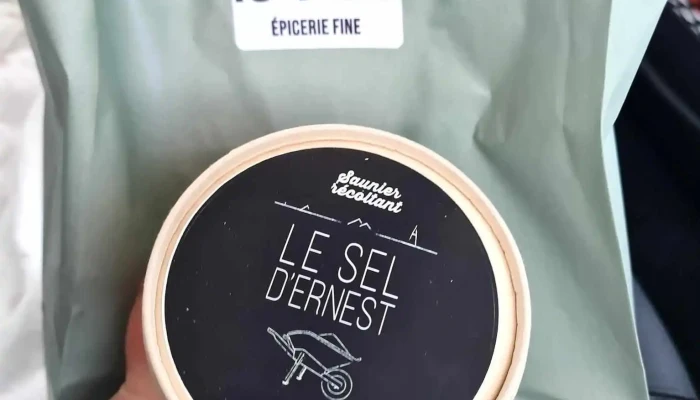 ÉPICERIE FINE
Saunier
récoltant
LE SEL
D'ERNEST